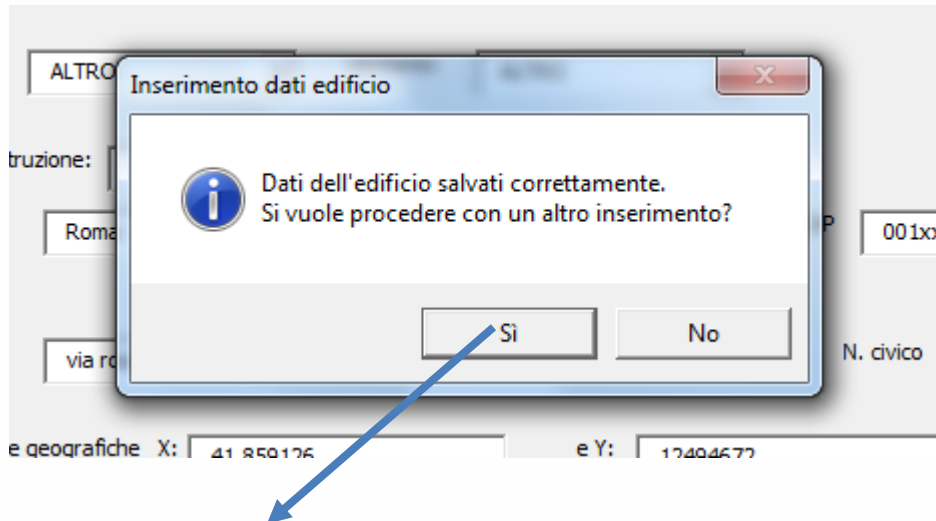 ALTRO
Inserimento dati edificio
truzione:
Dati dell'edificio salvati correttamente.
Si vuole procedere con un altro inserimento?
Roma
P
001xx
Sì
No
via ro
N. civico
e geografiche X: 41.859126 e Y: 12494672